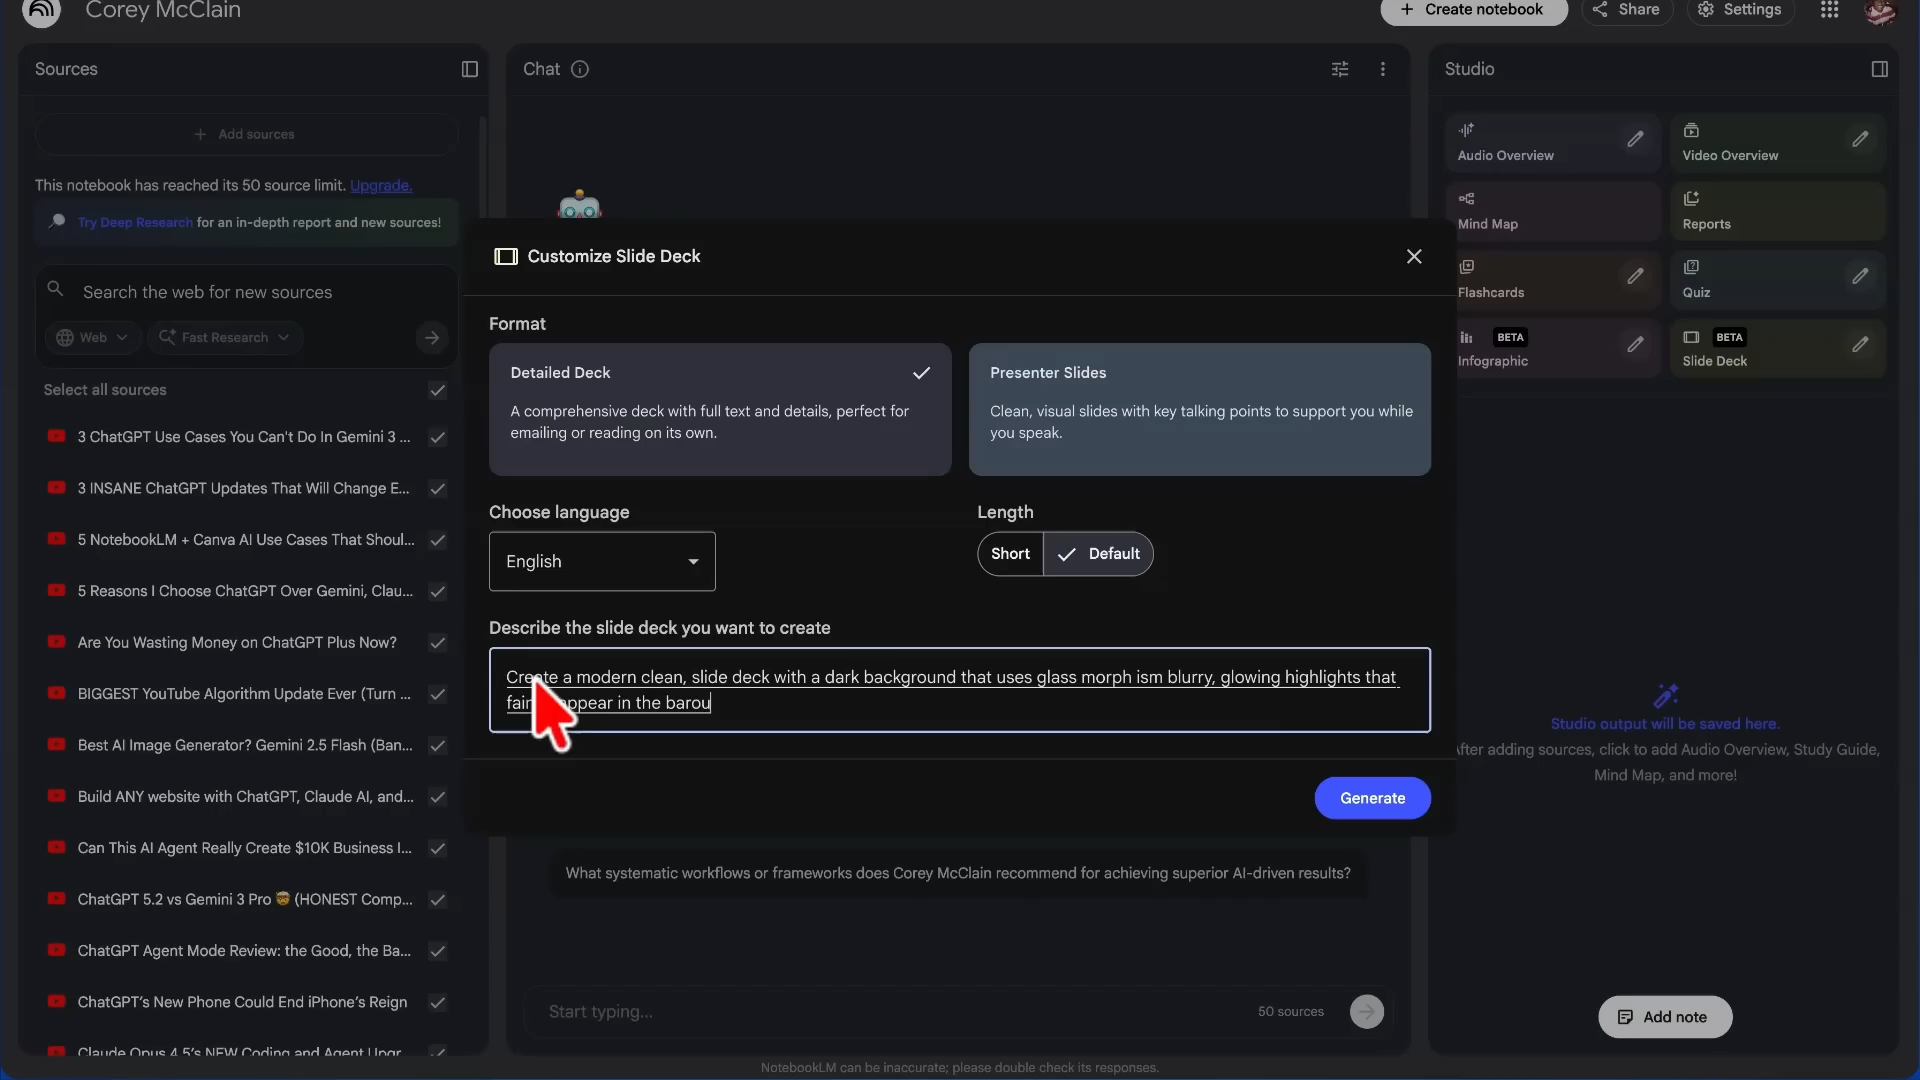 Corey McClain
+ Create notebook
Share
Settings
Sources
Chat
Studio
+ Add sources
This notebook has reached its 50 source limit. Upgrade.
Try Deep Research for an in-depth report and new sources!
Search the web for new sources
Web
Fast Research
Select all sources
3 ChatGPT Use Cases You Can't Do In Gemini 3 ...
3 INSANE ChatGPT Updates That Will Change E...
5 NotebookLM + Canva AI Use Cases That Shoul...
5 Reasons I Choose ChatGPT Over Gemini, Clau...
Are You Wasting Money on ChatGPT Plus Now?
BIGGEST YouTube Algorithm Update Ever (Turn ...
Best AI Image Generator? Gemini 2.5 Flash (Ban...
Build ANY website with ChatGPT, Claude AI, and...
Can This AI Agent Really Create $10K Business I...
ChatGPT 5.2 vs Gemini 3 Pro 🤯 (HONEST Comp...
ChatGPT Agent Mode Review: the Good, the Ba...
ChatGPT's New Phone Could End iPhone's Reign
Claude Opus 4.5's NEW Coding and Agent Upgr
Customize Slide Deck
Format
Detailed Deck
A comprehensive deck with full text and details, perfect for
emailing or reading on its own.
Presenter Slides
Clean, visual slides with key talking points to support you while
you speak.
Choose language
English
Length
Short
Default
Describe the slide deck you want to create
Create a modern clean, slide deck with a dark background that uses glass morph ism blurry, glowing highlights that
appear in the barou
Generate
What systematic workflows or frameworks does Corey McClain recommend for achieving superior AI-driven results?
Start typing...
50 sources
NotebookLM can be inaccurate; please double check its responses.
Audio Overview
Video Overview
Mind Map
Reports
Flashcards
Quiz
BETA
Infographic
BETA
Slide Deck
Studio output will be saved here.
After adding sources, click to add Audio Overview, Study Guide,
Mind Map, and more!
Add note